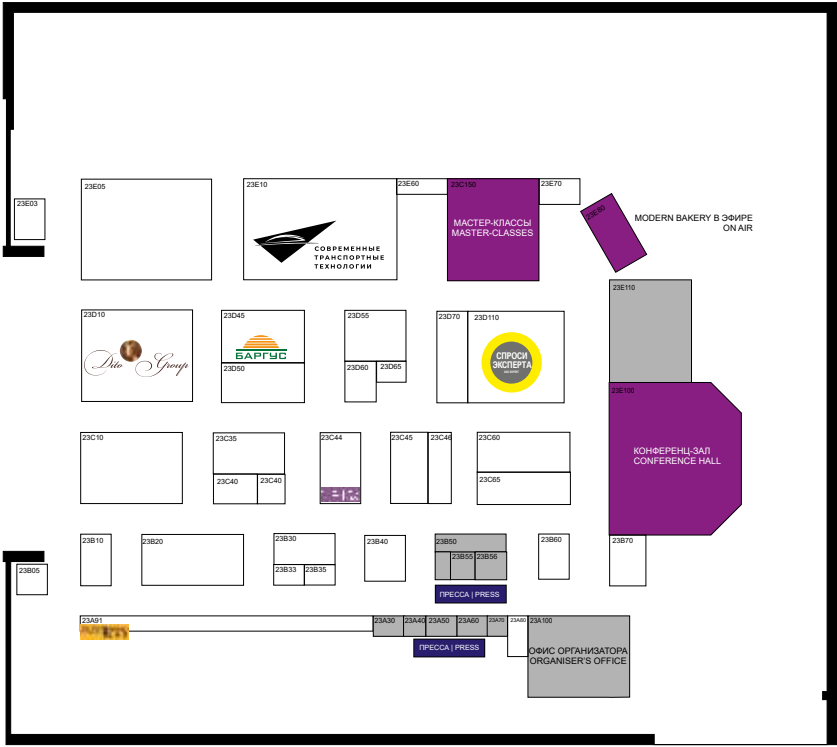 23E03
23E05
23E10
СОВРЕМЕННЫЕ
ТРАНСПОРТНЫЕ
ТЕХНОЛОГИИ
23E60
23C150
МАСТЕР-КЛАССЫ
MASTER-CLASSES
23E70
23E80
MODERN BAKERY В ЭФИРЕ
ON AIR
23E110
23D10
Dito Group
23D45
БАРГУС
23D50
23D55
23D60
23D65
23D70
23D110
СПРОСИ
ЭКСПЕРТА
23E100
КОНФЕРЕНЦ-ЗАЛ
CONFERENCE HALL
23C10
23C35
23C40
23C40
23C44
23C45
23C46
23C60
23C65
23B05
23B10
23B20
23B30
23B33
23B35
23B40
23B50
23B55
23B56
ПРЕССА | PRESS
23B60
23B70
23A91
23A30
23A40
23A50
23A60
23A70
23A80
23A100
ПРЕССА | PRESS
ОФИС ОРГАНИЗАТОРА
ORGANISER'S OFFICE